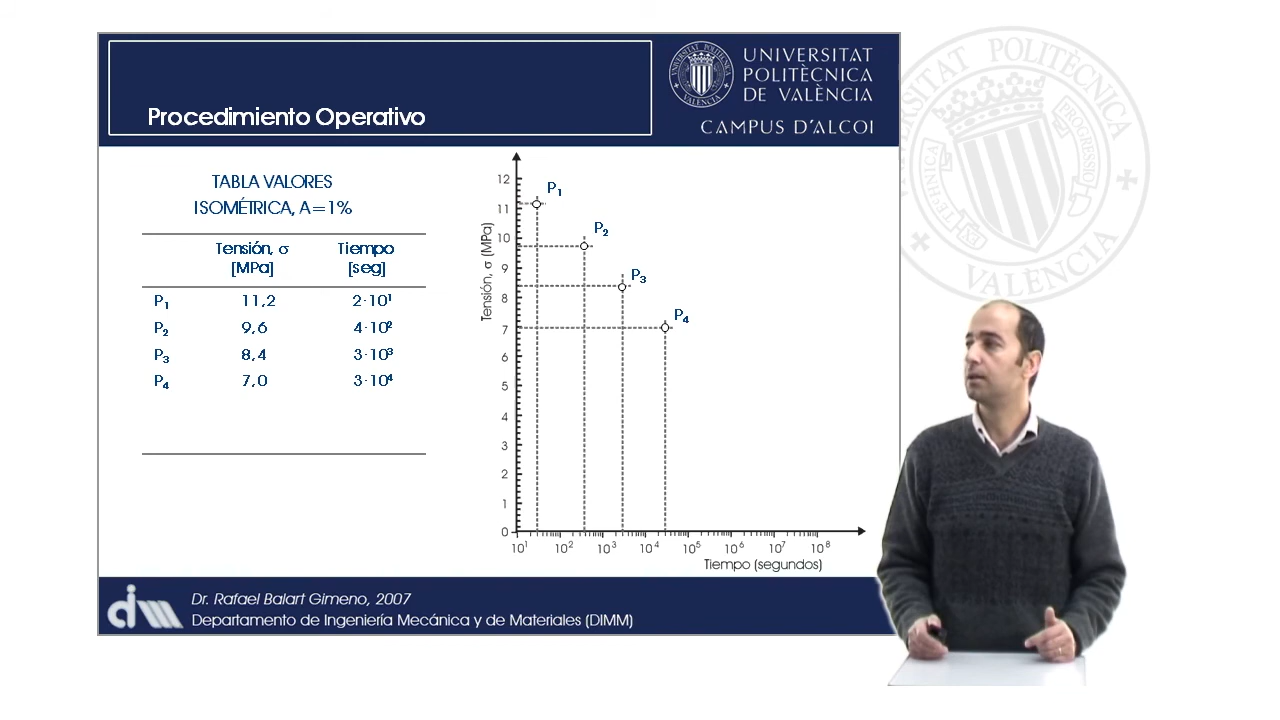 Procedimiento Operativo
UNIVERSITAT
POLITÈCNICA
DE VALÈNCIA
CAMPUS D'ALCOI
TABLA VALORES
ISOMÉTRICA, A=1%
Tensión, σ Tiempo
[MPa] [seg]
P₁ 11,2 2·10¹
P₂ 9,6 4·10²
P₃ 8,4 3·10³
P₄ 7,0 3·10⁴
Tensión, σ (MPa)
12
11
10
9
8
7
6
5
4
3
2
1
0
P₁
P₂
P₃
P₄
10¹ 10² 10³ 10⁴ 10⁵ 10⁶ 10⁷ 10⁸
Tiempo (segundos)
dimm
Dr. Rafael Balart Gimeno, 2007
Departamento de Ingeniería Mecánica y de Materiales (DIMM)